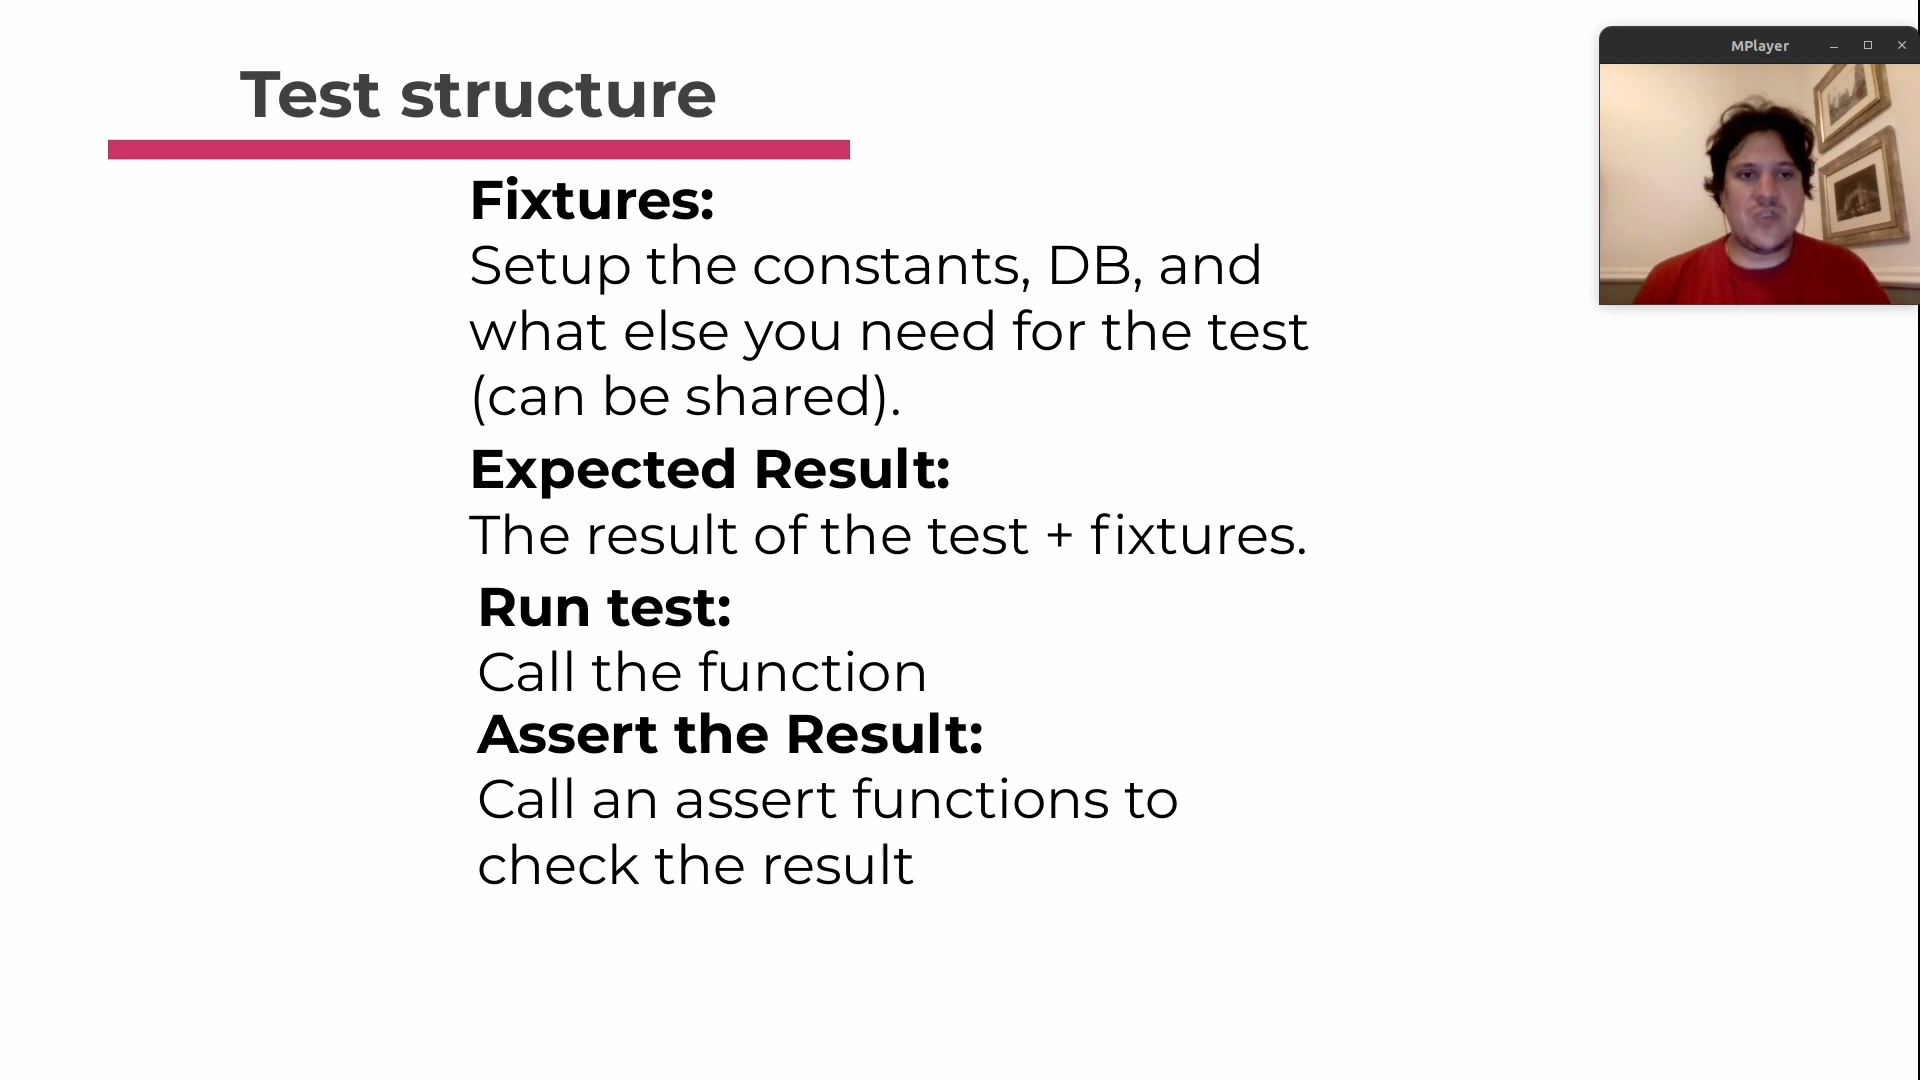 Test structure
MPlayer
Fixtures:
Setup the constants, DB, and
what else you need for the test
(can be shared).
Expected Result:
The result of the test + fixtures.
Run test:
Call the function
Assert the Result:
Call an assert functions to
check the result